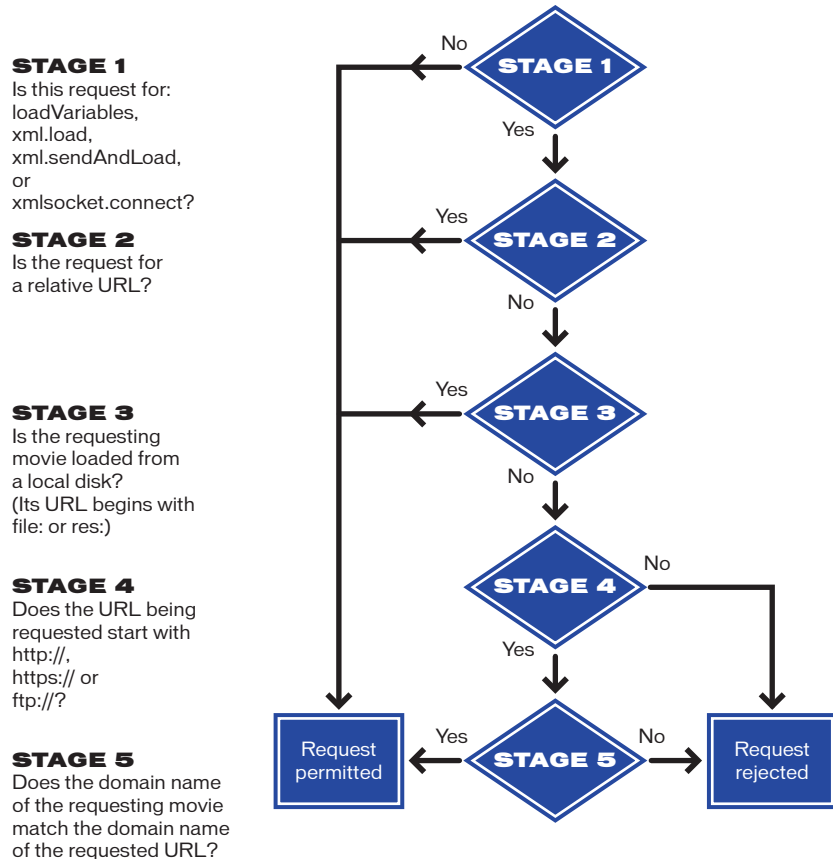 STAGE 1
Is this request for:
loadVariables,
xml.load,
xml.sendAndLoad,
or
xmlsocket.connect?
STAGE 2
Is the request for
a relative URL?
STAGE 3
Is the requesting
movie loaded from
a local disk?
(Its URL begins with
file: or res:)
STAGE 4
Does the URL being
requested start with
http://,
https:// or
ftp://?
STAGE 5
Does the domain name
of the requesting movie
match the domain name
of the requested URL?
No
STAGE 1
Yes
Yes
STAGE 2
No
Yes
STAGE 3
No
STAGE 4
No
Yes
Request
permitted
Yes
STAGE 5
No
Request
rejected